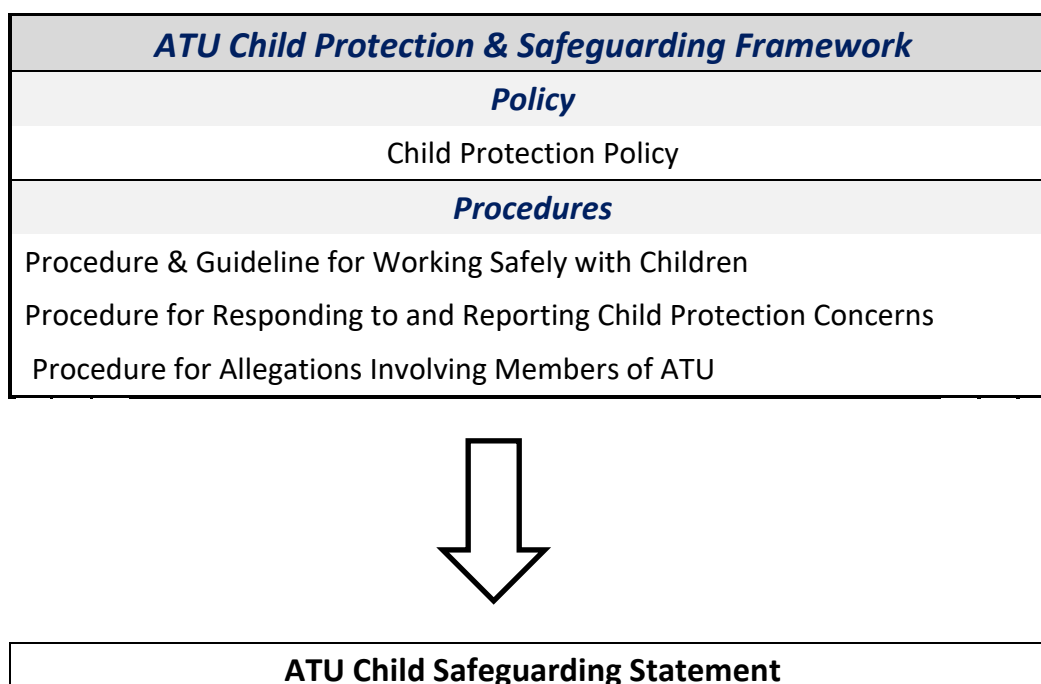 ATU Child Protection & Safeguarding Framework
Policy
Child Protection Policy
Procedures
Procedure & Guideline for Working Safely with Children
Procedure for Responding to and Reporting Child Protection Concerns
Procedure for Allegations Involving Members of ATU
ATU Child Safeguarding Statement